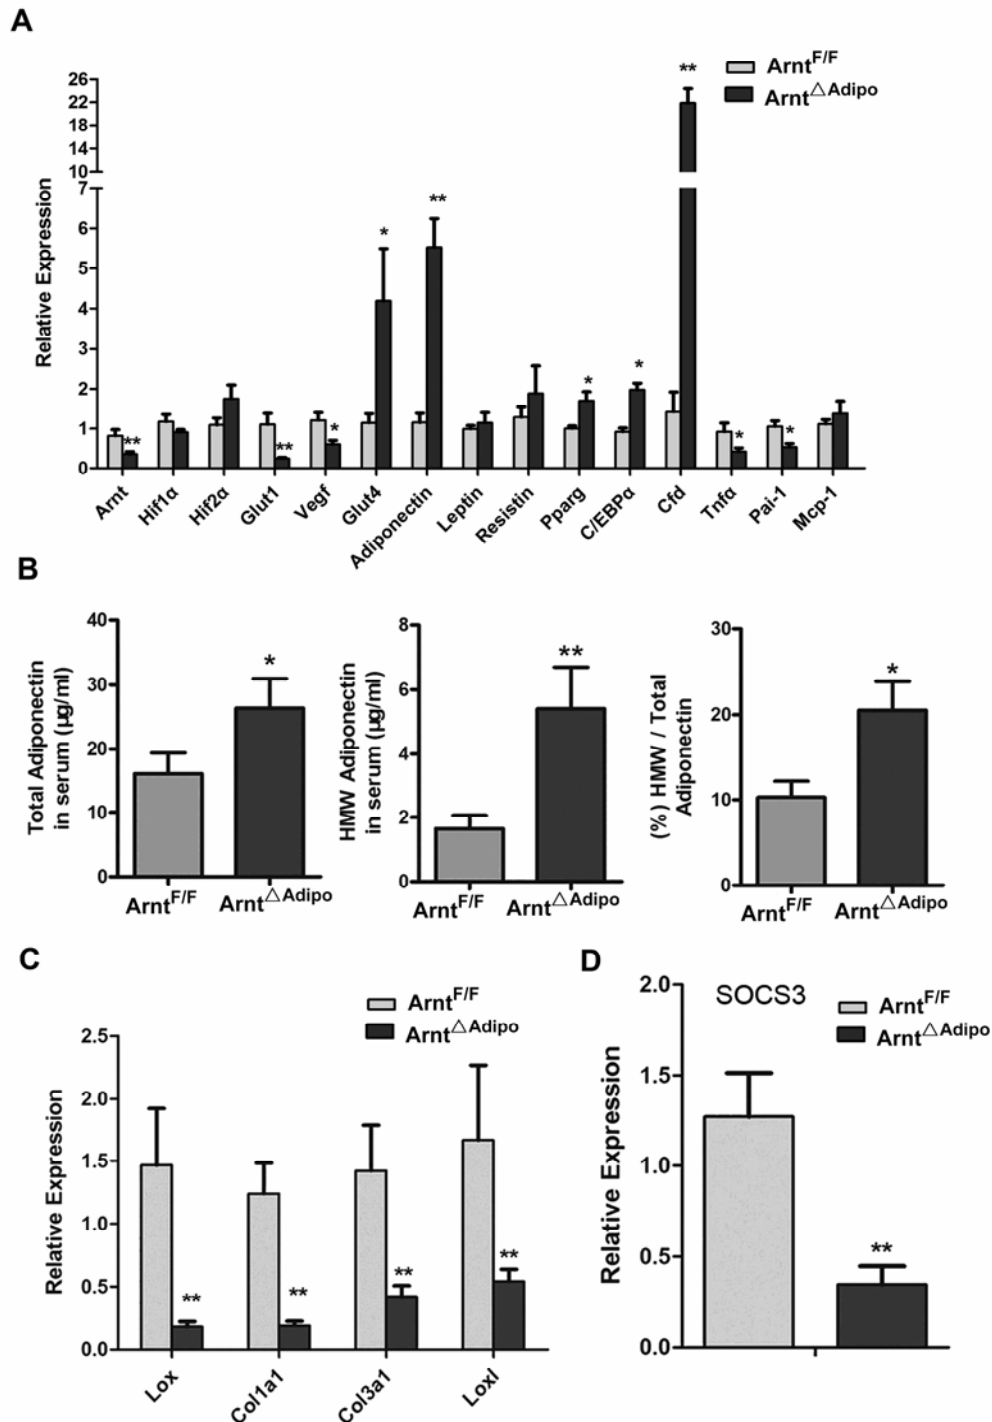 A
Arnt^F/F
Arnt^△Adipo
Relative Expression
26
22
18
14
10
7
6
5
4
3
2
1
0
** ** * * ** * * ** * *
Arnt Hif1α Hif2α Glut1 Vegf Glut4 Adiponectin Leptin Resistin Pparg C/EBPα Cfd Tnfα Pai-1 Mcp-1
B
Total Adiponectin
in serum (µg/ml)
40
30
20
10
0
*
Arnt^F/F Arnt^△Adipo
HMW Adiponectin
in serum (µg/ml)
8
6
4
2
0
**
Arnt^F/F Arnt^△Adipo
(%) HMW / Total
Adiponectin
30
20
10
0
*
Arnt^F/F Arnt^△Adipo
C
Arnt^F/F
Arnt^△Adipo
Relative Expression
2.5
2.0
1.5
1.0
0.5
0.0
** ** ** **
Lox Col1a1 Col3a1 Loxl
D
SOCS3
Arnt^F/F
Arnt^△Adipo
Relative Expression
2.0
1.5
1.0
0.5
0.0
**